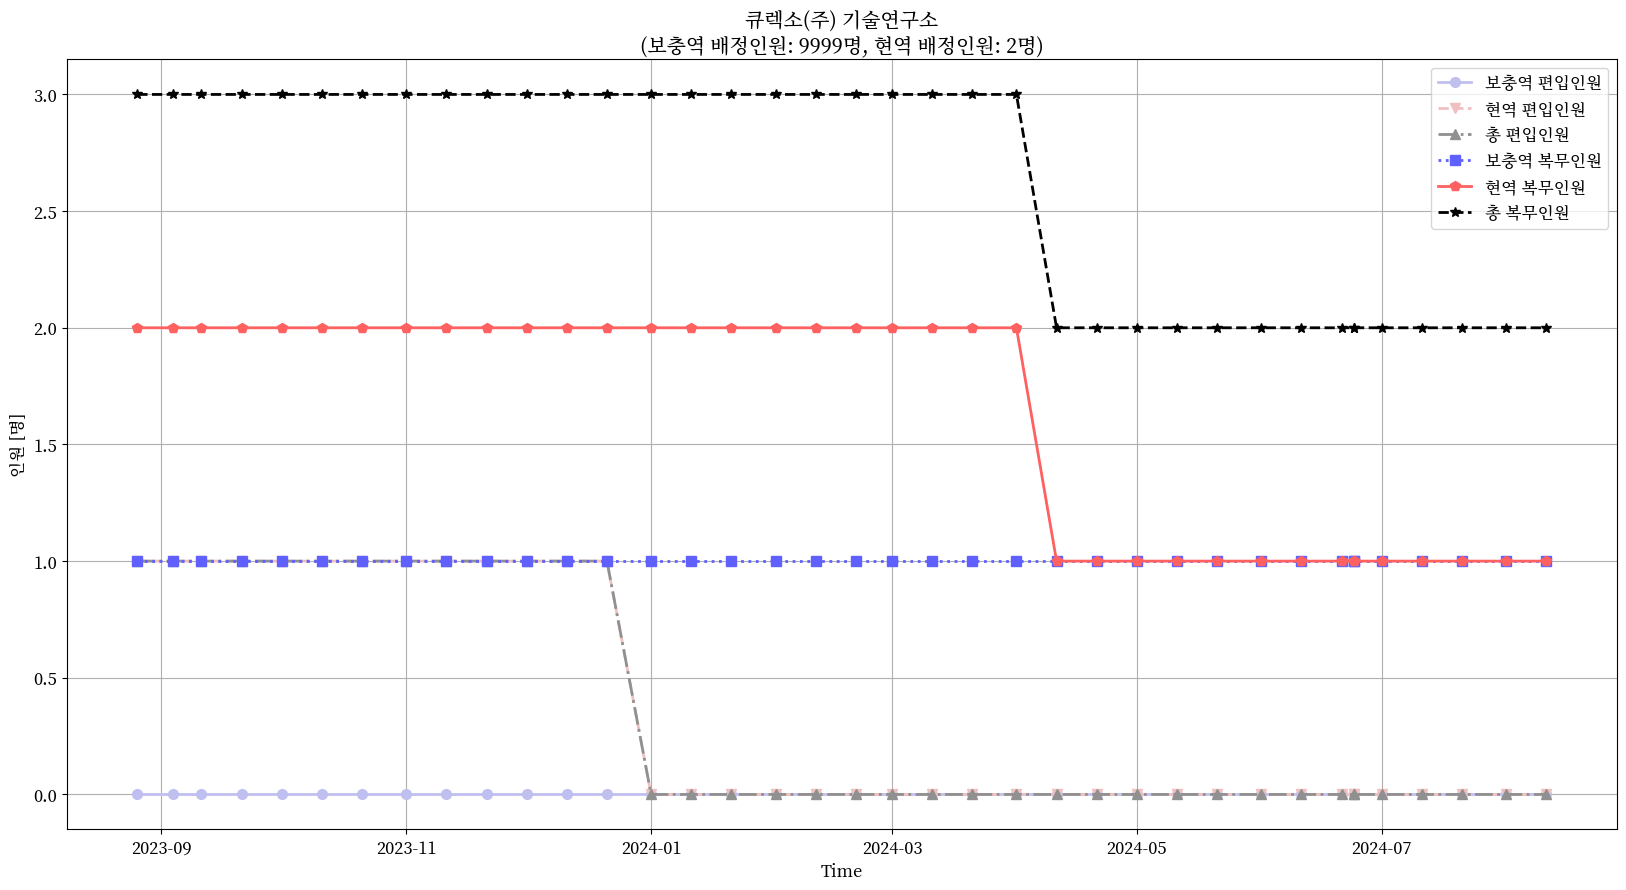 큐렉소(주) 기술연구소
(보충역 배정인원: 9999명, 현역 배정인원: 2명)
보충역 편입인원
현역 편입인원
총 편입인원
보충역 복무인원
현역 복무인원
총 복무인원
인원 [명]
3.0
2.5
2.0
1.5
1.0
0.5
0.0
2023-09
2023-11
2024-01
2024-03
2024-05
2024-07
Time